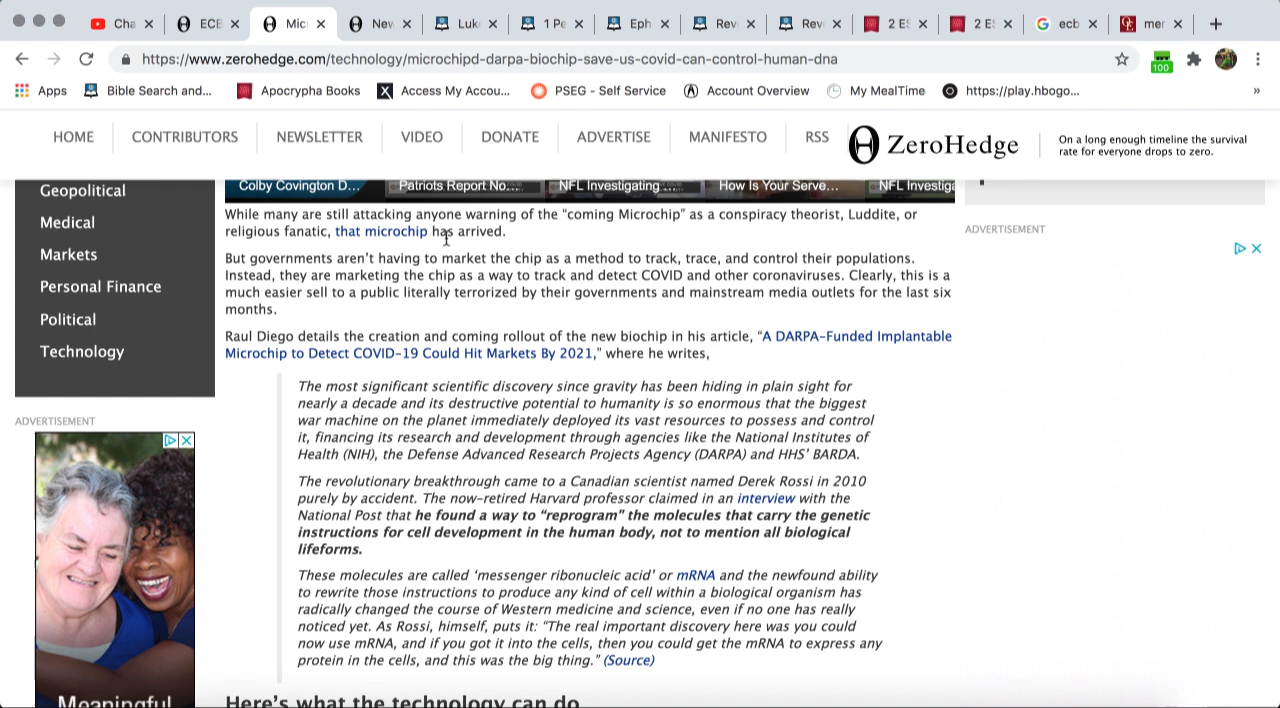 Cha
ECE
Mic
Nev
Luk
1 Pe
Eph
Rev
Rev
2 ES
2 ES
ecb
mer
https://www.zerohedge.com/technology/microchipd-darpa-biochip-save-us-covid-can-control-human-dna
100
Apps
Bible Search and...
Apocrypha Books
Access My Accou...
PSEG - Self Service
Account Overview
My MealTime
https://play.hbogo...
»
HOME
CONTRIBUTORS
NEWSLETTER
VIDEO
DONATE
ADVERTISE
MANIFESTO
RSS
ZeroHedge
On a long enough timeline the survival
rate for everyone drops to zero.
Geopolitical
Medical
Markets
Personal Finance
Political
Technology
ADVERTISEMENT
Meaningful
Colby Covington D...
Patriots Report No...
NFL Investigating...
How Is Your Serve...
NFL Investiga
While many are still attacking anyone warning of the “coming Microchip” as a conspiracy theorist, Luddite, or
religious fanatic, that microchip has arrived.
But governments aren’t having to market the chip as a method to track, trace, and control their populations.
Instead, they are marketing the chip as a way to track and detect COVID and other coronaviruses. Clearly, this is a
much easier sell to a public literally terrorized by their governments and mainstream media outlets for the last six
months.
Raul Diego details the creation and coming rollout of the new biochip in his article, “A DARPA-Funded Implantable
Microchip to Detect COVID-19 Could Hit Markets By 2021,” where he writes,
The most significant scientific discovery since gravity has been hiding in plain sight for
nearly a decade and its destructive potential to humanity is so enormous that the biggest
war machine on the planet immediately deployed its vast resources to possess and control
it, financing its research and development through agencies like the National Institutes of
Health (NIH), the Defense Advanced Research Projects Agency (DARPA) and HHS’ BARDA.
The revolutionary breakthrough came to a Canadian scientist named Derek Rossi in 2010
purely by accident. The now-retired Harvard professor claimed in an interview with the
National Post that he found a way to “reprogram” the molecules that carry the genetic
instructions for cell development in the human body, not to mention all biological
lifeforms.
These molecules are called ‘messenger ribonucleic acid’ or mRNA and the newfound ability
to rewrite those instructions to produce any kind of cell within a biological organism has
radically changed the course of Western medicine and science, even if no one has really
noticed yet. As Rossi, himself, puts it: “The real important discovery here was you could
now use mRNA, and if you got it into the cells, then you could get the mRNA to express any
protein in the cells, and this was the big thing.” (Source)
Here’s what the technology can do
ADVERTISEMENT